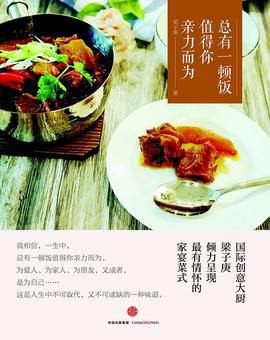 总有一顿饭
值得你
亲力而为
梁子庚 著
国际创意大厨
梁子庚
倾力呈现
最有情怀的
家宴菜式
我相信，一生中，
总有一顿饭值得你亲力而为。
为爱人、为家人、为朋友，又或者，
是为自己……
这是人生中不可取代，又不可或缺的一种味道。
中信出版集团·CHINACITICPRESS